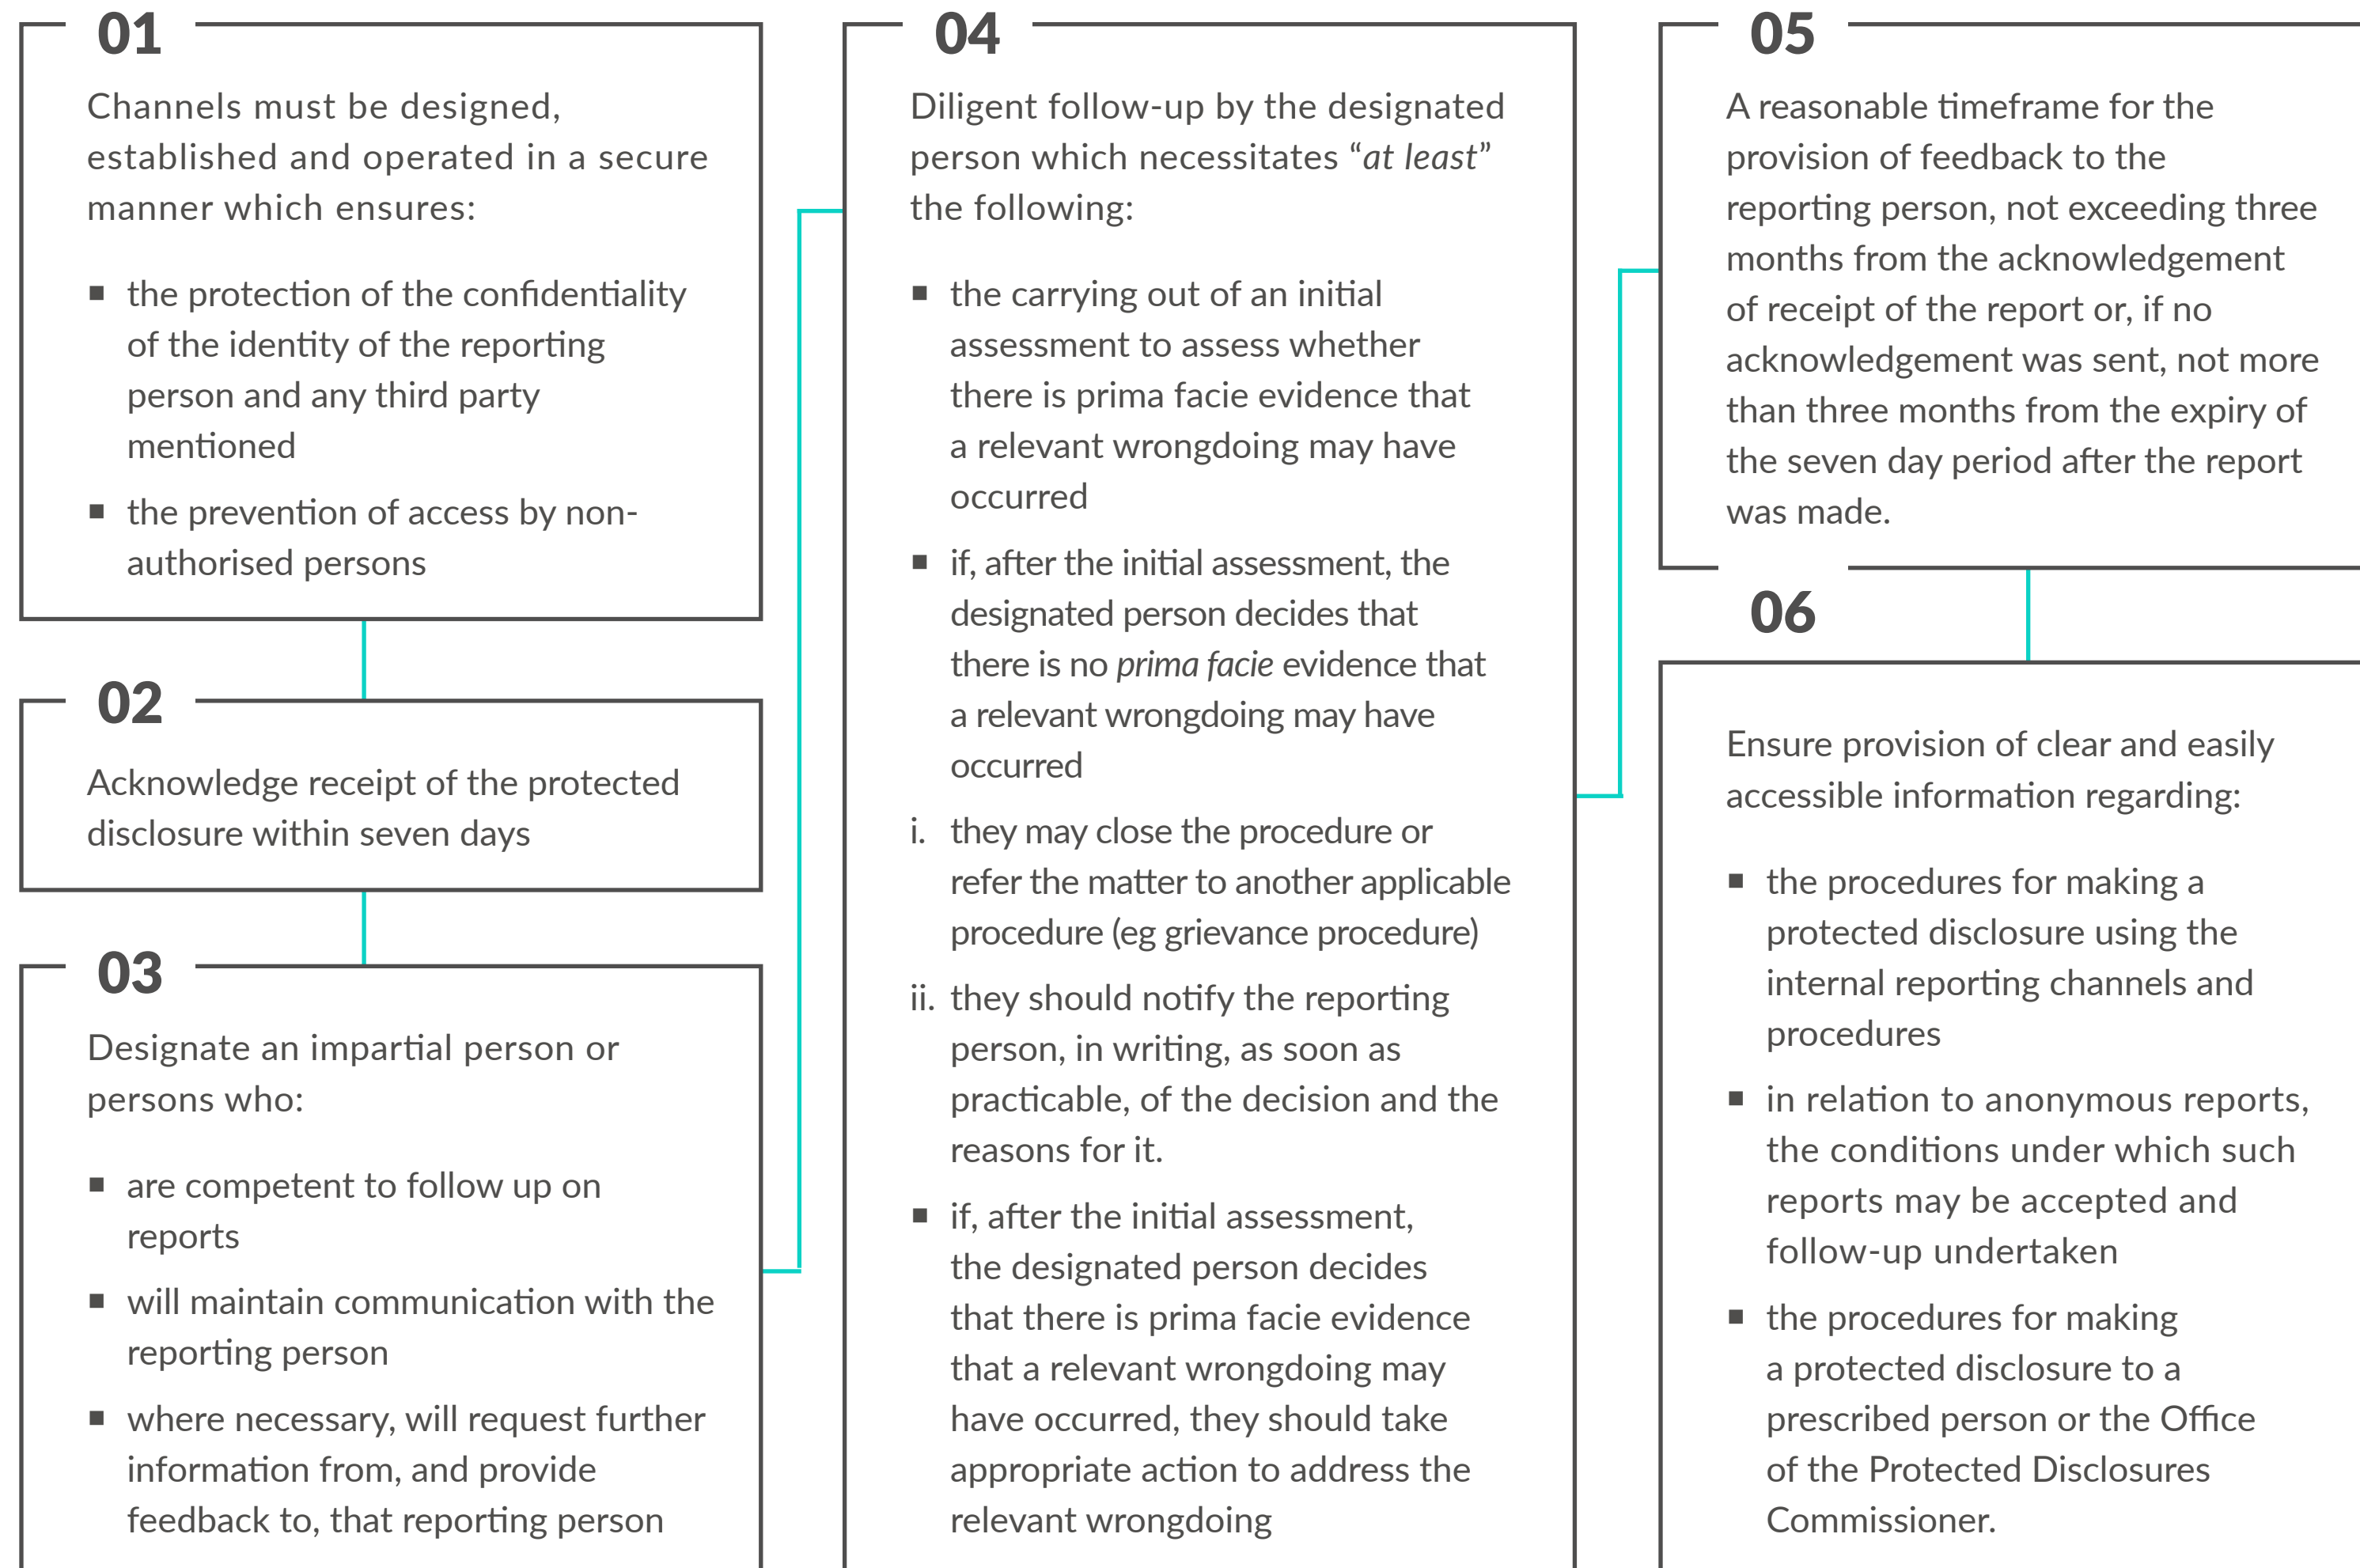 01
Channels must be designed,
established and operated in a secure
manner which ensures:
■ the protection of the confidentiality
of the identity of the reporting
person and any third party
mentioned
■ the prevention of access by non-
authorised persons
02
Acknowledge receipt of the protected
disclosure within seven days
03
Designate an impartial person or
persons who:
■ are competent to follow up on
reports
■ will maintain communication with the
reporting person
■ where necessary, will request further
information from, and provide
feedback to, that reporting person
04
Diligent follow-up by the designated
person which necessitates “at least”
the following:
■ the carrying out of an initial
assessment to assess whether
there is prima facie evidence that
a relevant wrongdoing may have
occurred
■ if, after the initial assessment, the
designated person decides that
there is no prima facie evidence that
a relevant wrongdoing may have
occurred
i. they may close the procedure or
refer the matter to another applicable
procedure (eg grievance procedure)
ii. they should notify the reporting
person, in writing, as soon as
practicable, of the decision and the
reasons for it.
■ if, after the initial assessment,
the designated person decides
that there is prima facie evidence
that a relevant wrongdoing may
have occurred, they should take
appropriate action to address the
relevant wrongdoing
05
A reasonable timeframe for the
provision of feedback to the
reporting person, not exceeding three
months from the acknowledgement
of receipt of the report or, if no
acknowledgement was sent, not more
than three months from the expiry of
the seven day period after the report
was made.
06
Ensure provision of clear and easily
accessible information regarding:
■ the procedures for making a
protected disclosure using the
internal reporting channels and
procedures
■ in relation to anonymous reports,
the conditions under which such
reports may be accepted and
follow-up undertaken
■ the procedures for making
a protected disclosure to a
prescribed person or the Office
of the Protected Disclosures
Commissioner.